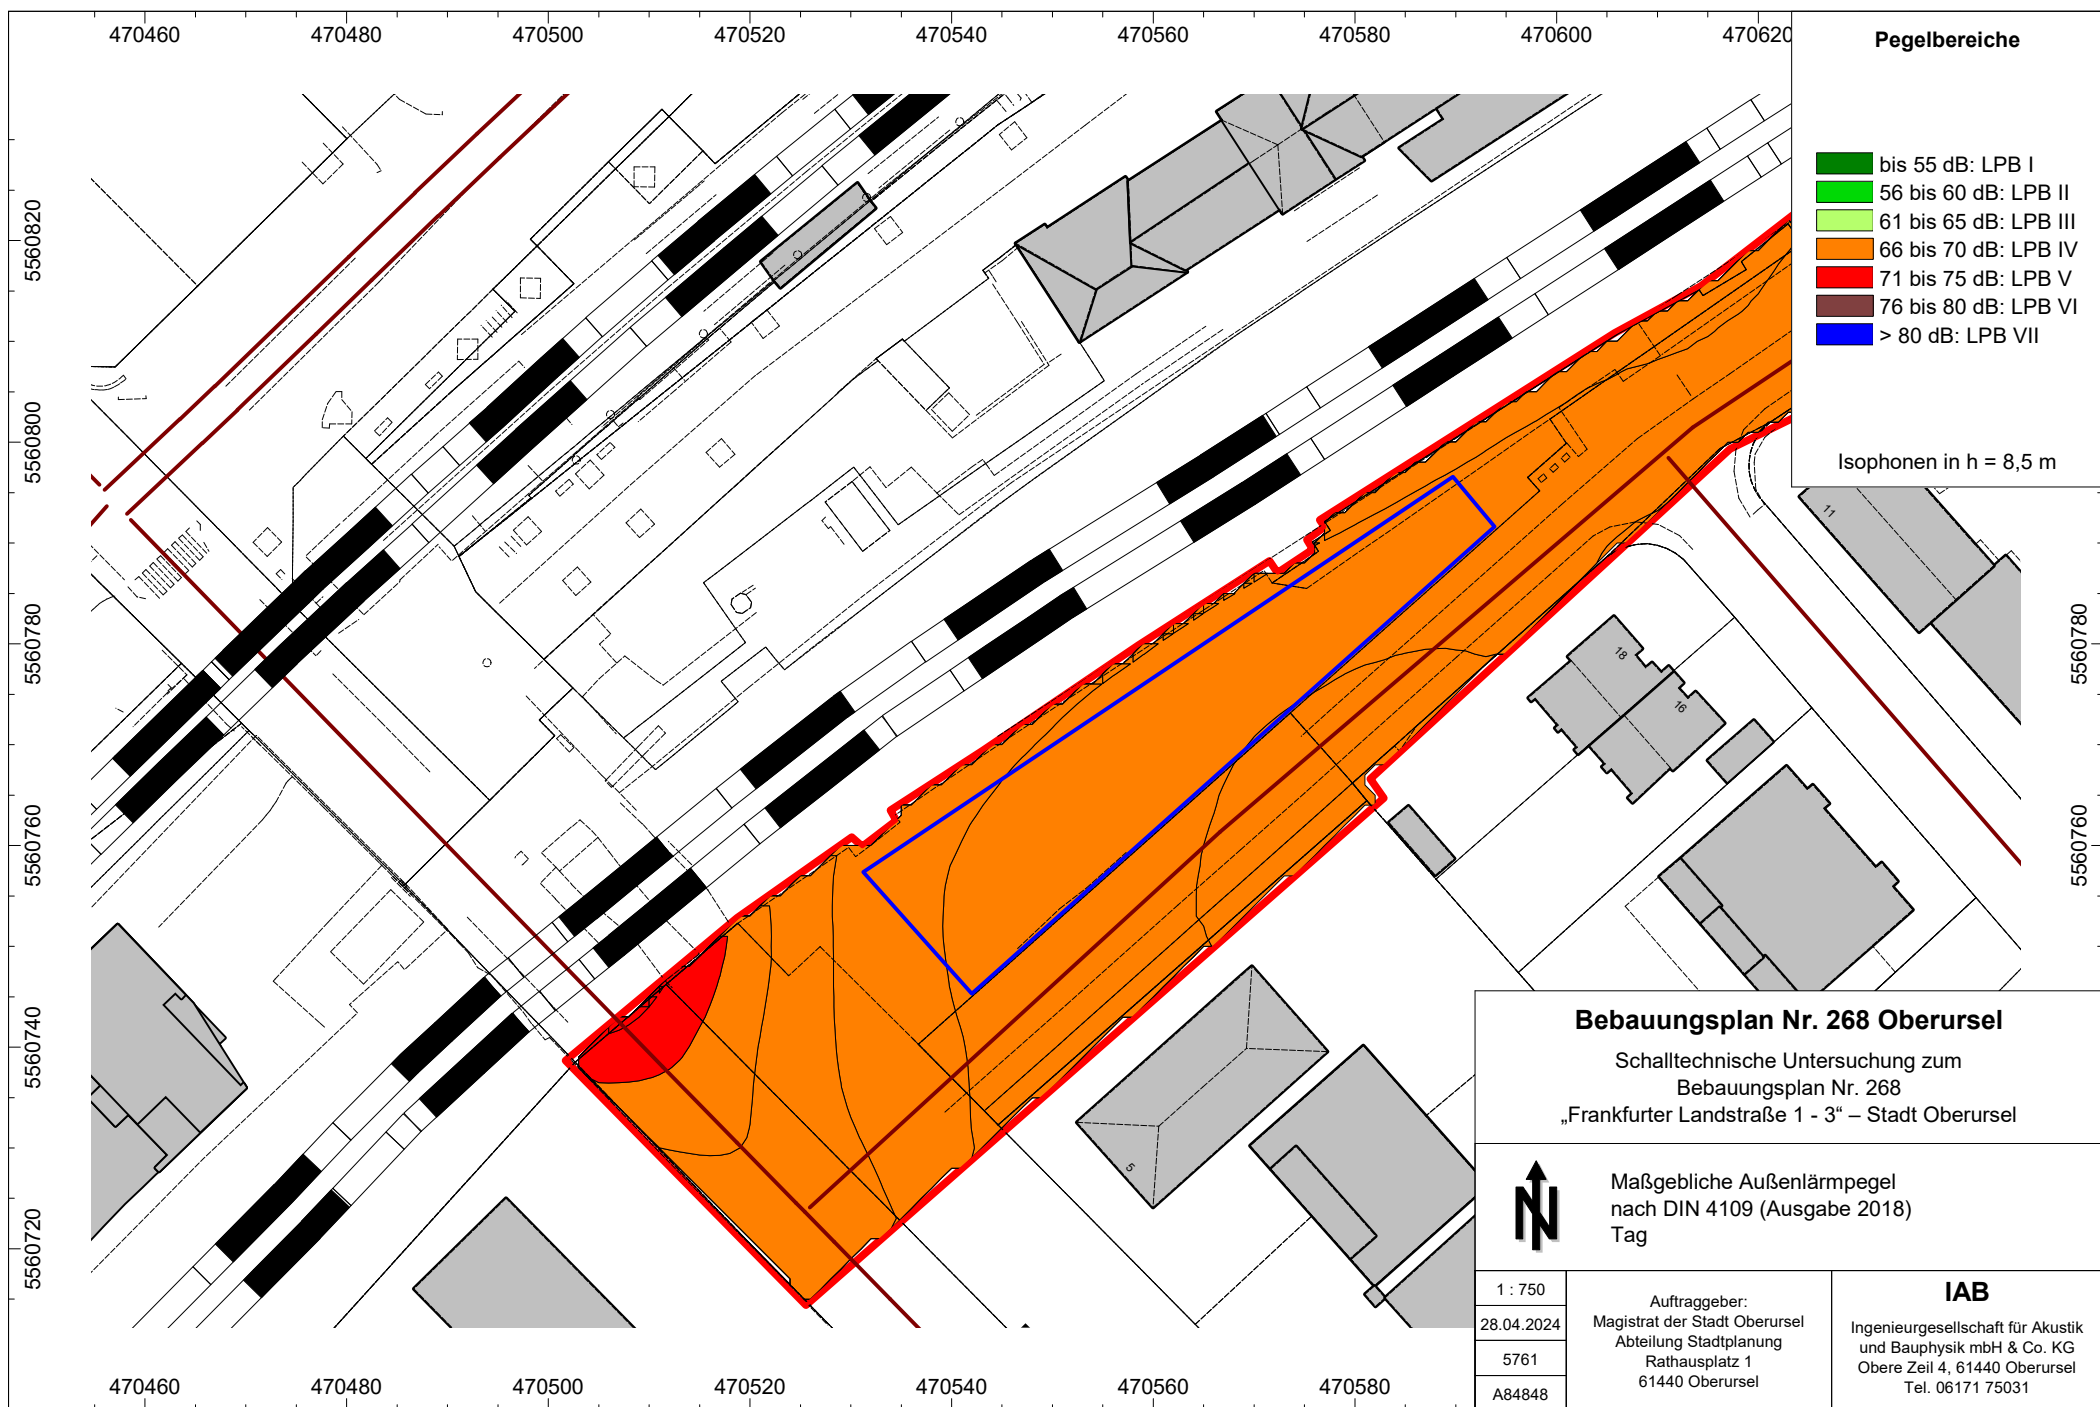 470460 470480 470500 470520 470540 470560 470580 470600 470620
Pegelbereiche
bis 55 dB: LPB I
56 bis 60 dB: LPB II
61 bis 65 dB: LPB III
66 bis 70 dB: LPB IV
71 bis 75 dB: LPB V
76 bis 80 dB: LPB VI
> 80 dB: LPB VII
Isophonen in h = 8,5 m
5560820
5560800
5560780
5560760
5560740
5560720
5560780
5560760
11
18
16
5
Bebauungsplan Nr. 268 Oberursel
Schalltechnische Untersuchung zum
Bebauungsplan Nr. 268
„Frankfurter Landstraße 1 - 3“ – Stadt Oberursel
N
Maßgebliche Außenlärmpegel
nach DIN 4109 (Ausgabe 2018)
Tag
1 : 750
28.04.2024
5761
A84848
Auftraggeber:
Magistrat der Stadt Oberursel
Abteilung Stadtplanung
Rathausplatz 1
61440 Oberursel
IAB
Ingenieurgesellschaft für Akustik
und Bauphysik mbH & Co. KG
Obere Zeil 4, 61440 Oberursel
Tel. 06171 75031
470460 470480 470500 470520 470540 470560 470580